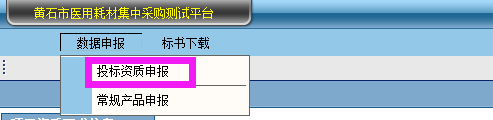 黄石市医用耗材集中采购测试平台
数据申报 标书下载
投标资质申报
常规产品申报